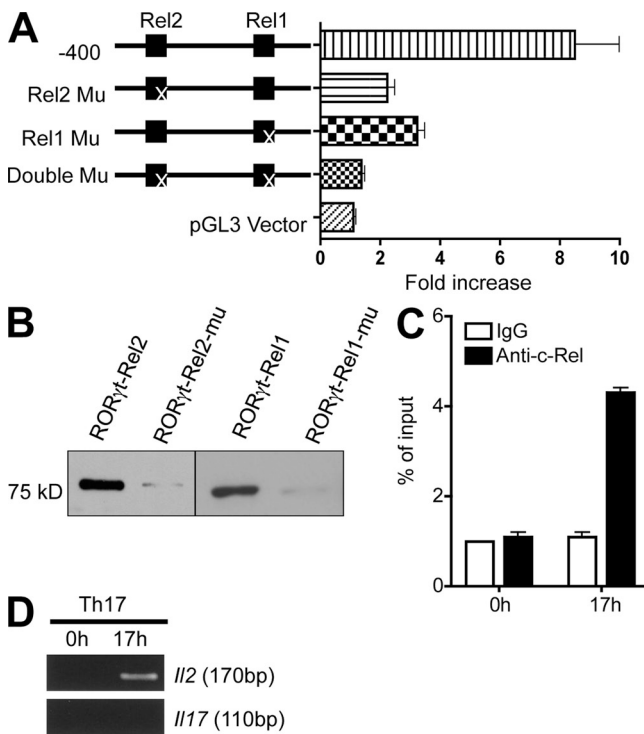 A
Rel2 Rel1
-400
Rel2 Mu
x
Rel1 Mu
x
Double Mu
x x
pGL3 Vector
0 2 4 6 8 10
Fold increase
B
RORγt-Rel2
RORγt-Rel2-mu
RORγt-Rel1
RORγt-Rel1-mu
75 kD
C
IgG
Anti-c-Rel
% of input
6
4
2
0
0h 17h
D
Th17
0h 17h
Il2 (170bp)
Il17 (110bp)